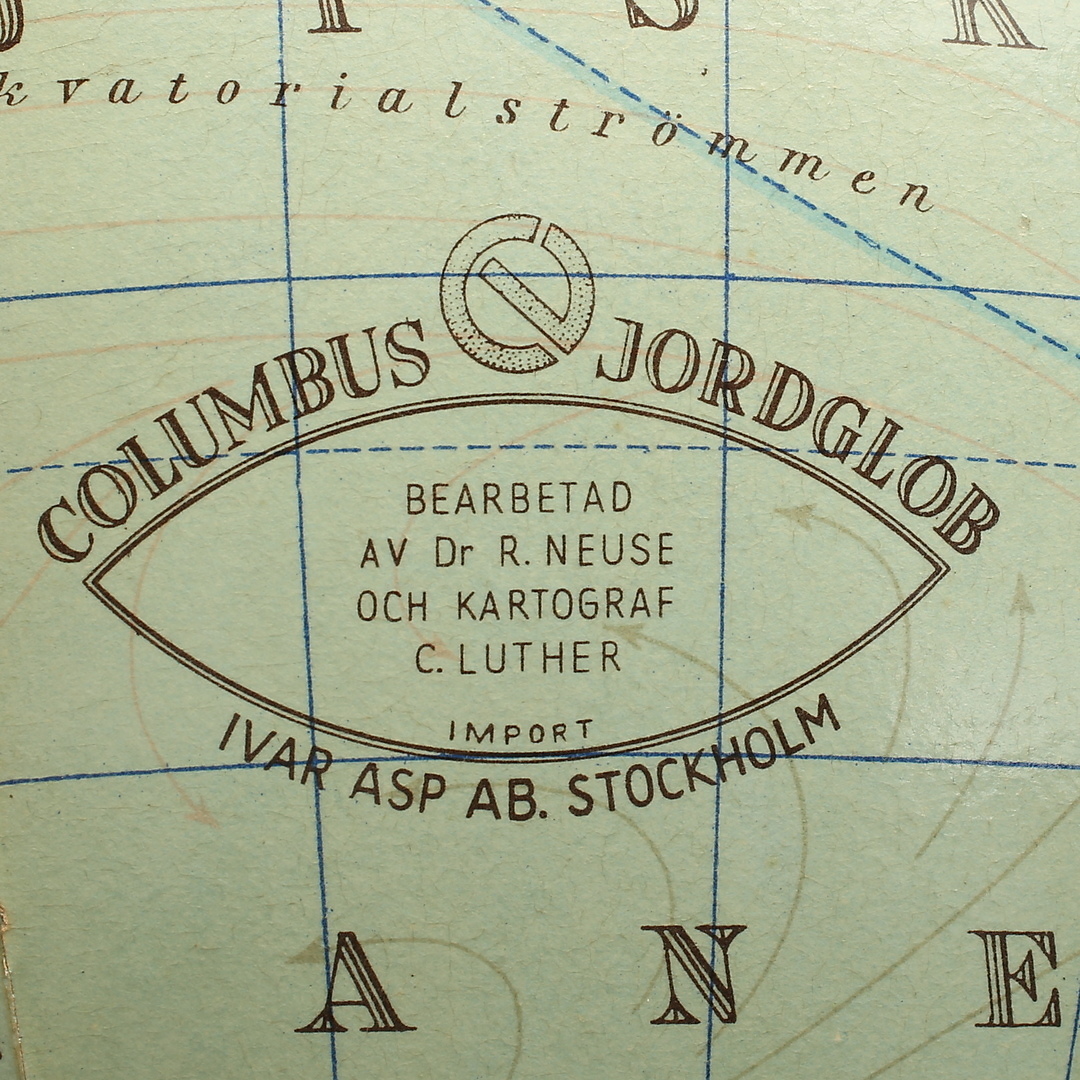 I S K
kvatorialströmmen
COLUMBUS JORDGLOB
BEARBETAD
AV Dr R. NEUSE
OCH KARTOGRAF
C. LUTHER
IMPORT
IVAR ASP AB. STOCKHOLM
A N E